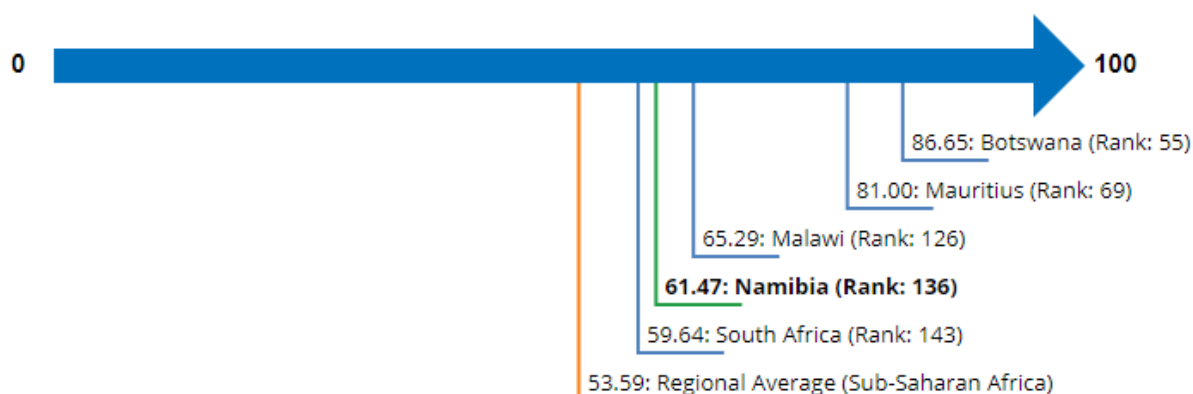 0
100
86.65: Botswana (Rank: 55)
81.00: Mauritius (Rank: 69)
65.29: Malawi (Rank: 126)
61.47: Namibia (Rank: 136)
59.64: South Africa (Rank: 143)
53.59: Regional Average (Sub-Saharan Africa)